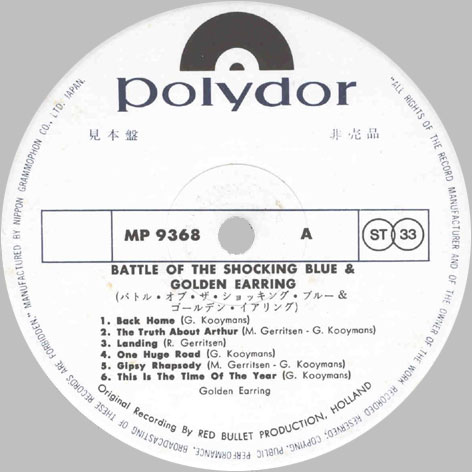 polydor
見本盤
非売品
MP 9368
A
ST 33
BATTLE OF THE SHOCKING BLUE &
GOLDEN EARRING
(バトル・オブ・ザ・ショッキング・ブルー&
ゴールデン・イアリング)
1. Back Home (G. Kooymans)
2. The Truth About Arthur (M. Gerritsen - G. Kooymans)
3. Landing (R. Gerritsen)
4. One Huge Road (G. Kooymans)
5. Gipsy Rhapsody (M. Gerritsen - G. Kooymans)
6. This Is The Time Of The Year (G. Kooymans)
Golden Earring
Original Recording By RED BULLET PRODUCTION, HOLLAND
"ALL RIGHTS OF THE RECORD MANUFACTURER AND OF THE OWNER OF THE WORK RECORDED RESERVED, COPYING, PUBLIC PERFORMANCE, BROADCASTING OF THESE RECORDS ARE FORBIDDEN" MANUFACTURED BY NIPPON GRAMMOPHON CO., LTD. JAPAN.